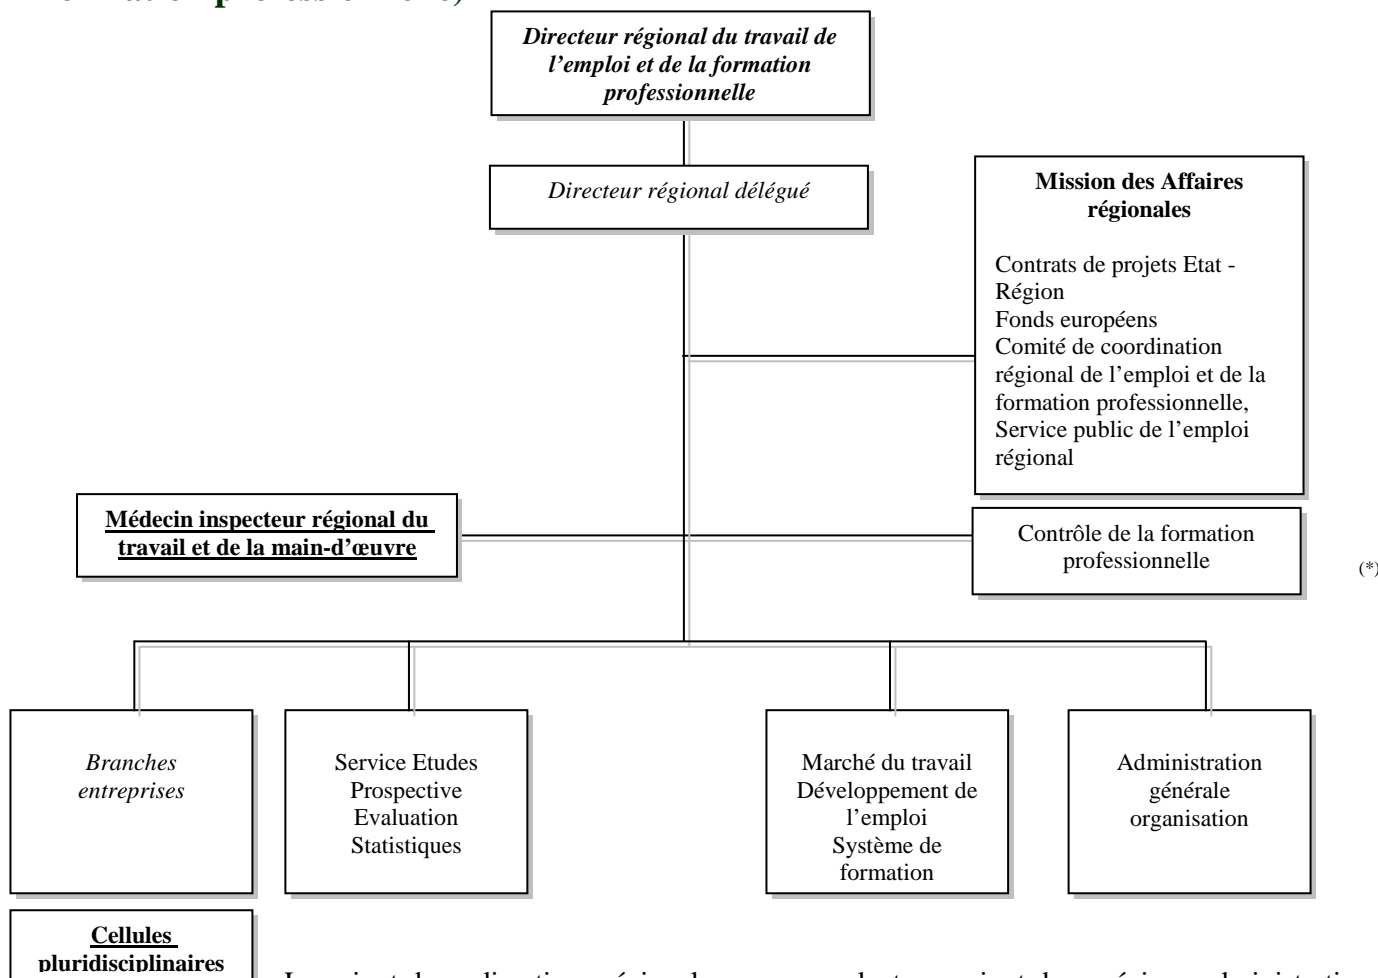 Directeur régional du travail de
l’emploi et de la formation
professionnelle
Directeur régional délégué
Mission des Affaires
régionales
Contrats de projets Etat -
Région
Fonds européens
Comité de coordination
régional de l’emploi et de la
formation professionnelle,
Service public de l’emploi
régional
Médecin inspecteur régional du
travail et de la main-d’œuvre
Contrôle de la formation
professionnelle
(*)
Branches
entreprises
Service Etudes
Prospective
Evaluation
Statistiques
Marché du travail
Développement de
l’emploi
Système de
formation
Administration
générale
organisation
Cellules
pluridisciplinaires